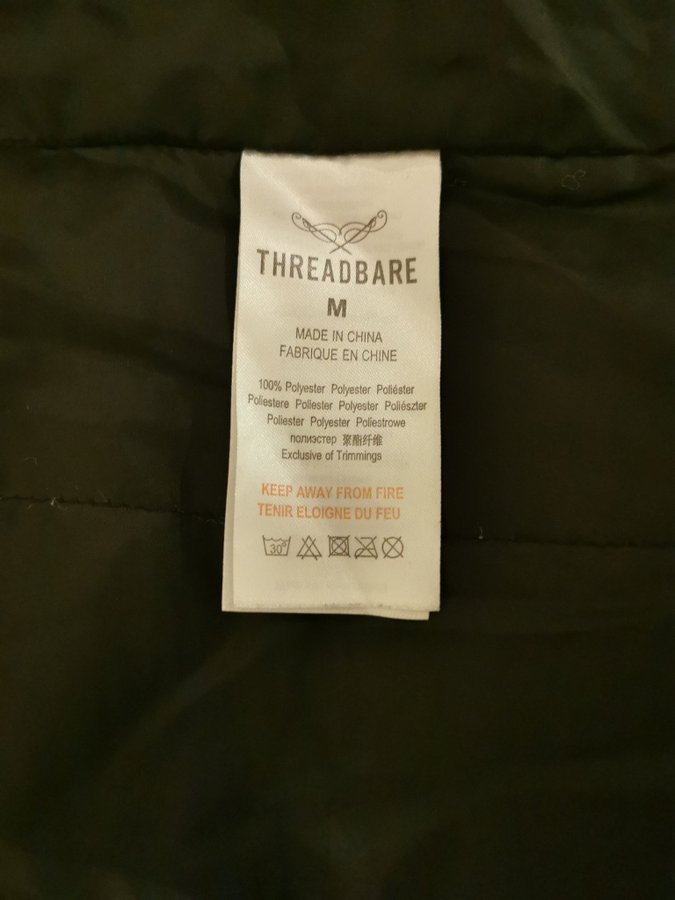 THREADBARE
M
MADE IN CHINA
FABRIQUE EN CHINE
100% Polyester Polyester Poliéster
Poliestere Poliester Polyester Poliészter
Poliester Polyester Poliestrowe
полиэстер 聚酯纤维
Exclusive of Trimmings
KEEP AWAY FROM FIRE
TENIR ELOIGNE DU FEU
30°